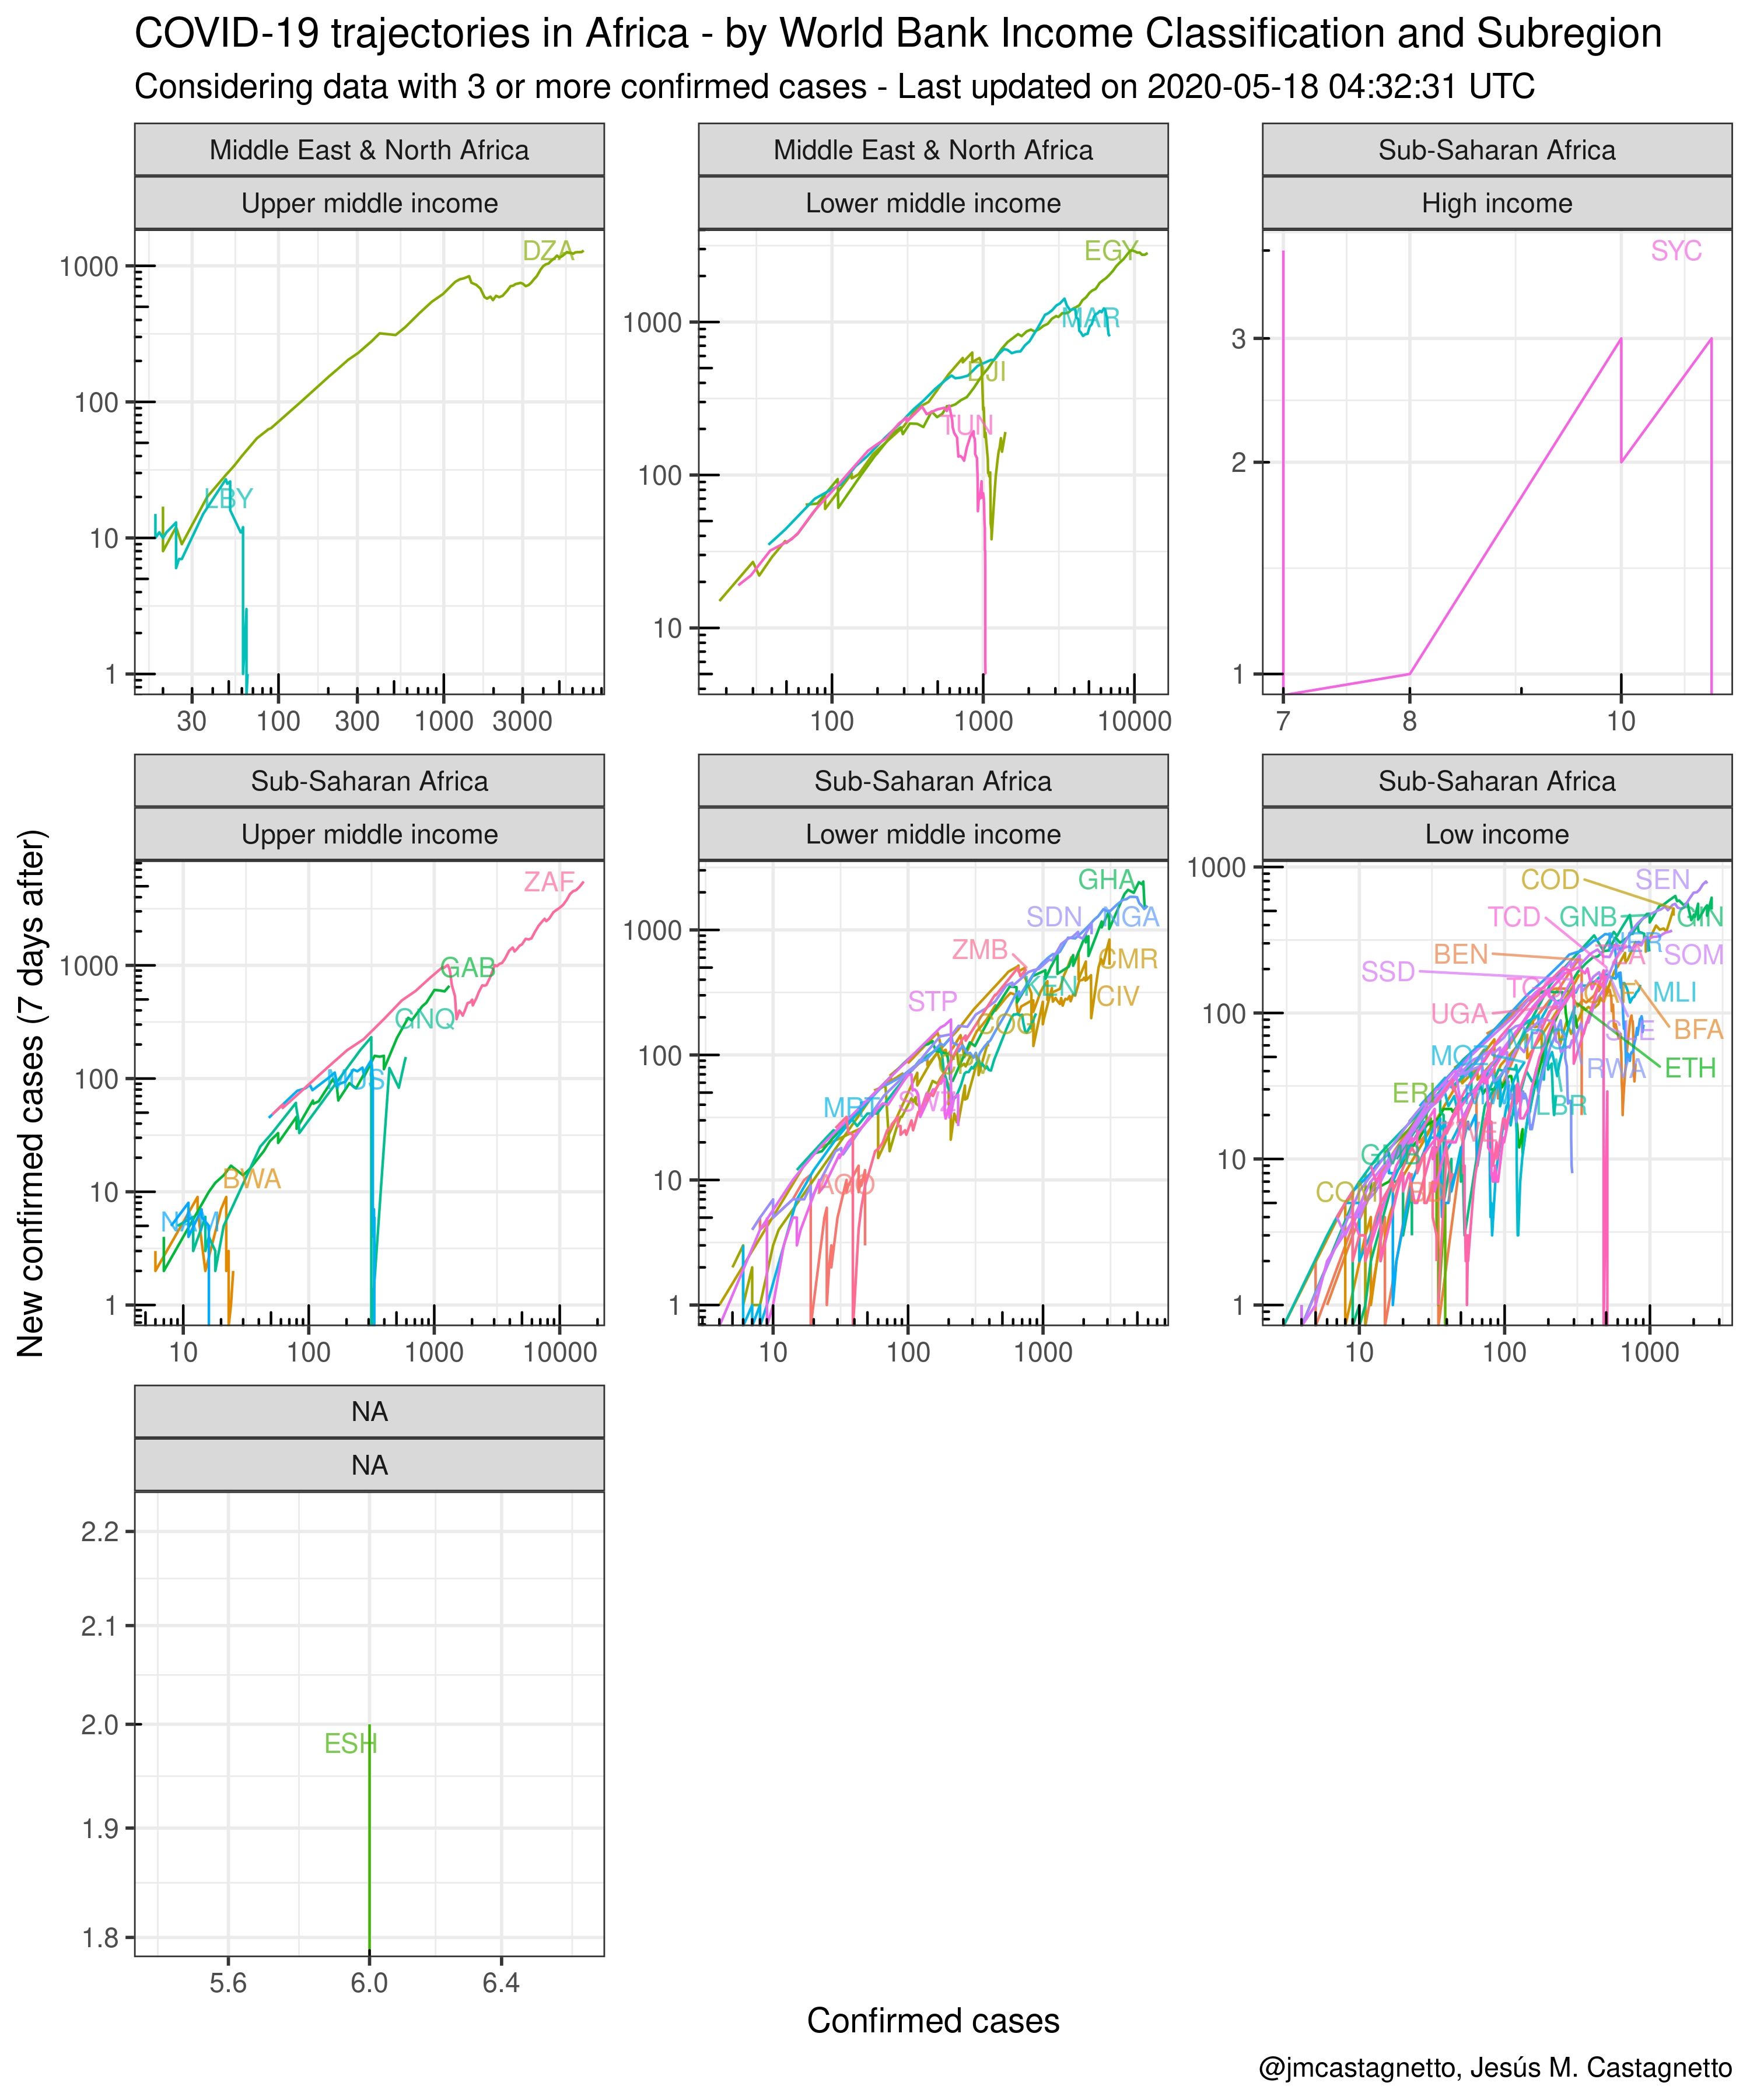 COVID-19 trajectories in Africa - by World Bank Income Classification and Subregion
Considering data with 3 or more confirmed cases - Last updated on 2020-05-18 04:32:31 UTC
Middle East & North Africa
Upper middle income
DZA
LBY
1000
100
10
1
30 100 300 1000 3000
Middle East & North Africa
Lower middle income
EGY
MAR
DJI
TUN
1000
100
10
100 1000 10000
Sub-Saharan Africa
High income
SYC
3
2
1
7 8 10
New confirmed cases (7 days after)
Sub-Saharan Africa
Upper middle income
ZAF
GAB
GNQ
BWA
1000
100
10
1
10 100 1000 10000
Sub-Saharan Africa
Lower middle income
GHA
SDN NGA
ZMB
CMR
KEN
CIV
STP
COG
MRT
AGO
1000
100
10
1
10 100 1000
Sub-Saharan Africa
Low income
COD SEN
TCD GNB GIN
BEN
SOM
SSD
MLI
UGA
BFA
ETH
RWA
LBR
1000
100
10
1
10 100 1000
NA
NA
ESH
2.2
2.1
2.0
1.9
1.8
5.6 6.0 6.4
Confirmed cases
@jmcastagnetto, Jesús M. Castagnetto